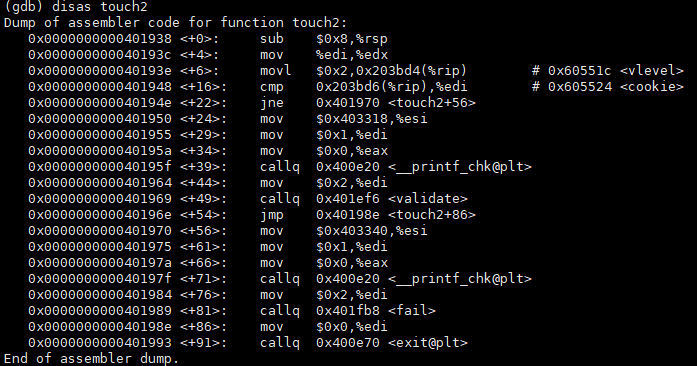 (gdb) disas touch2
Dump of assembler code for function touch2:
   0x0000000000401938 <+0>:     sub    $0x8,%rsp
   0x000000000040193c <+4>:     mov    %edi,%edx
   0x000000000040193e <+6>:     movl   $0x2,0x203bd4(%rip)        # 0x60551c <vlevel>
   0x0000000000401948 <+16>:    cmp    0x203bd6(%rip),%edi        # 0x605524 <cookie>
   0x000000000040194e <+22>:    jne    0x401970 <touch2+56>
   0x0000000000401950 <+24>:    mov    $0x403318,%esi
   0x0000000000401955 <+29>:    mov    $0x1,%edi
   0x000000000040195a <+34>:    mov    $0x0,%eax
   0x000000000040195f <+39>:    callq  0x400e20 <__printf_chk@plt>
   0x0000000000401964 <+44>:    mov    $0x2,%edi
   0x0000000000401969 <+49>:    callq  0x401ef6 <validate>
   0x000000000040196e <+54>:    jmp    0x40198e <touch2+86>
   0x0000000000401970 <+56>:    mov    $0x403340,%esi
   0x0000000000401975 <+61>:    mov    $0x1,%edi
   0x000000000040197a <+66>:    mov    $0x0,%eax
   0x000000000040197f <+71>:    callq  0x400e20 <__printf_chk@plt>
   0x0000000000401984 <+76>:    mov    $0x2,%edi
   0x0000000000401989 <+81>:    callq  0x401fb8 <fail>
   0x000000000040198e <+86>:    mov    $0x0,%edi
   0x0000000000401993 <+91>:    callq  0x400e70 <exit@plt>
End of assembler dump.